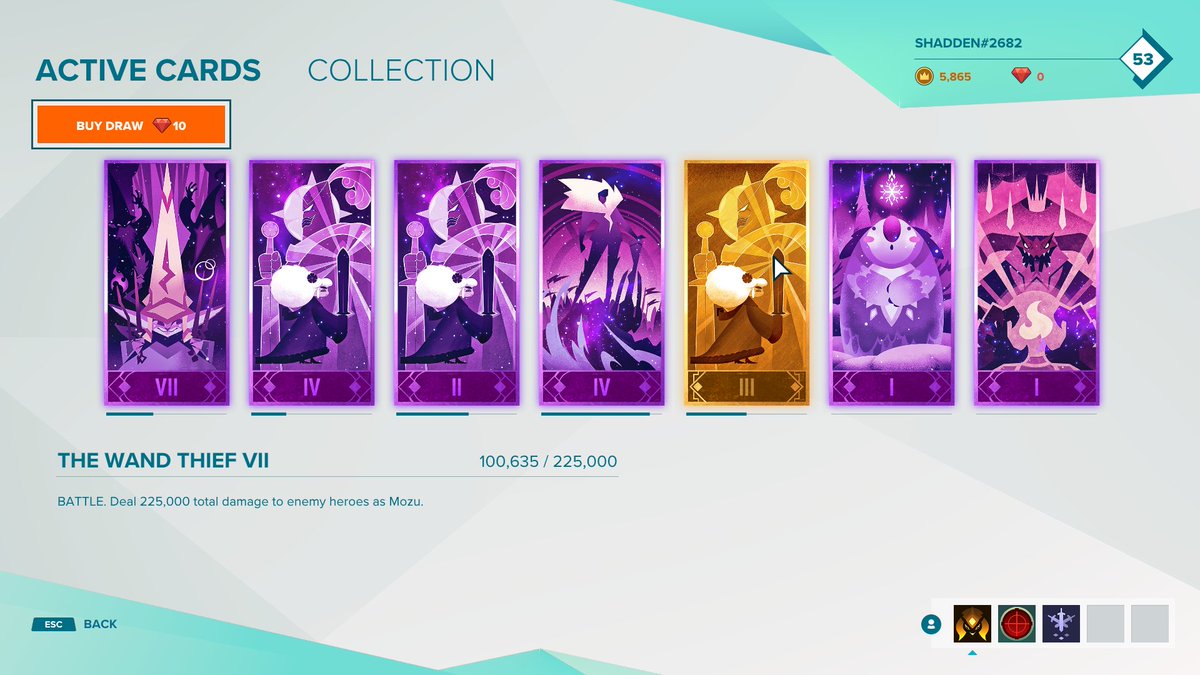 ACTIVE CARDS
COLLECTION
SHADDEN#2682
5,865
0
53
BUY DRAW 10
VII
IV
II
IV
III
I
I
THE WAND THIEF VII
100,635 / 225,000
BATTLE. Deal 225,000 total damage to enemy heroes as Mozu.
ESC BACK